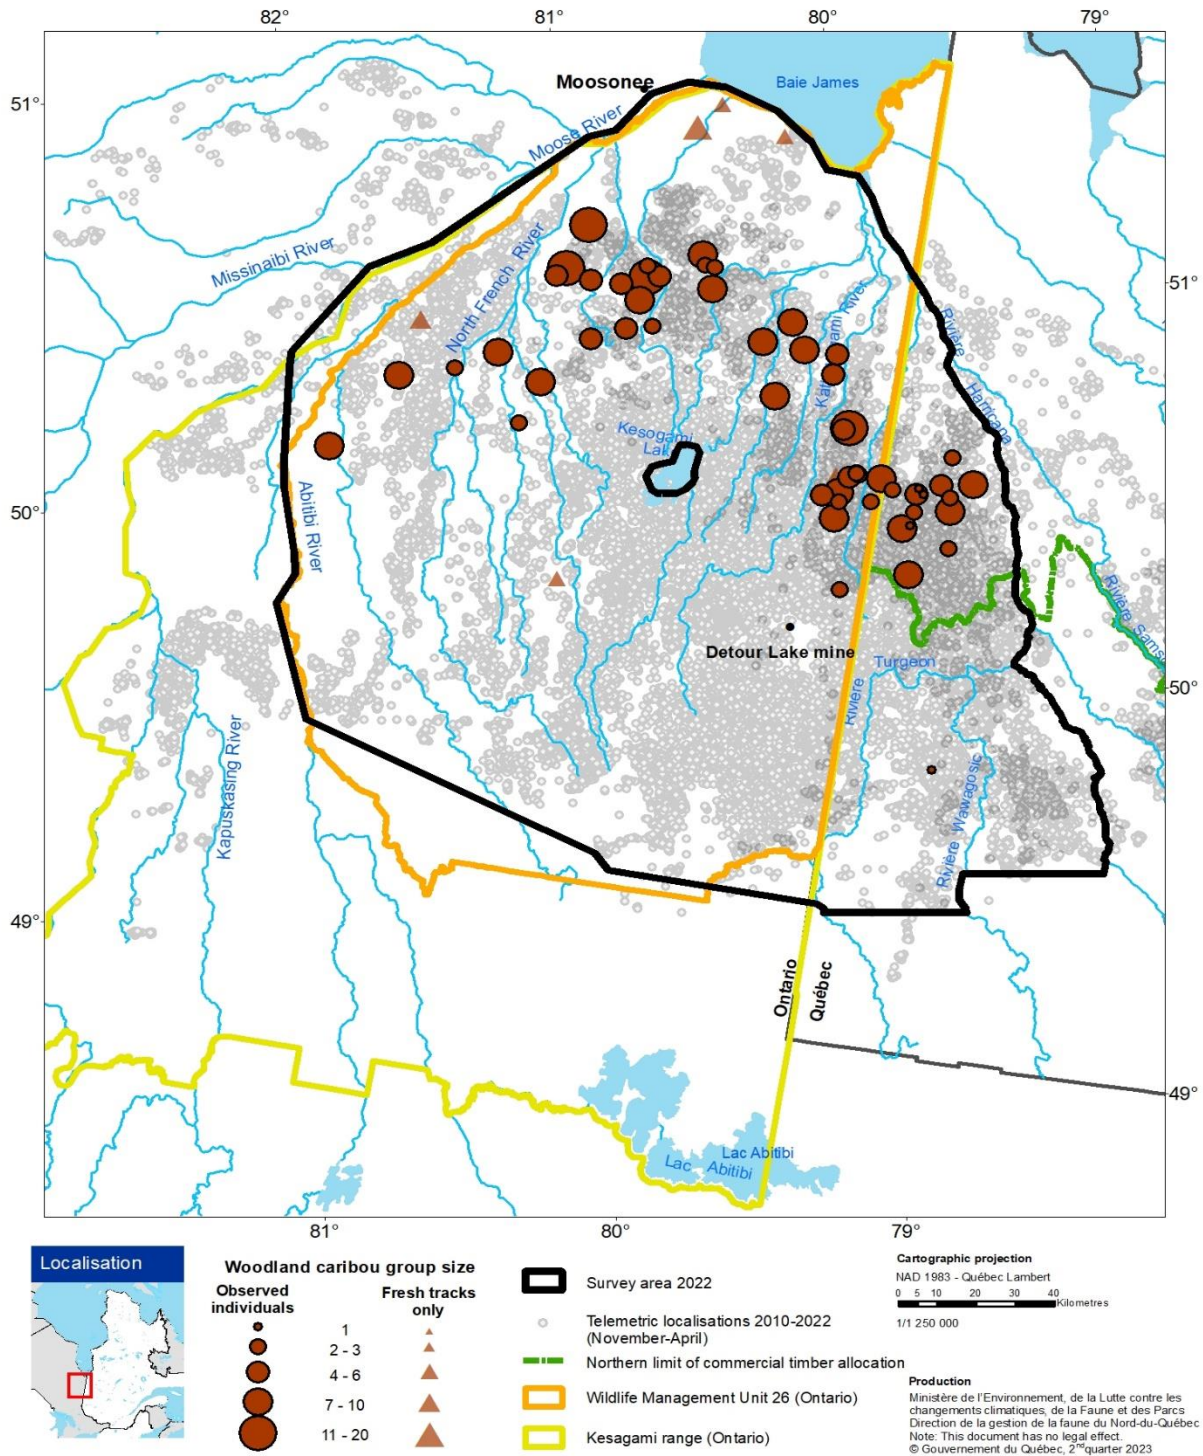 82°
81°
80°
79°
51°
Moosonee
Baie James
Moose River
Missinaibi River
North French River
51°
Rivière
Harricana
Kesogami
Lak
50°
Abitibi River
Rivière Samso
Detour Lake mine
Turgeon
Rivière
50°
Kapuskasing River
Rivière Wawagosic
49°
Ontario
Québec
49°
Lac Abitibi
Lac Abitibi
81°
80°
79°
Localisation
Woodland caribou group size
Observed
individuals
Fresh tracks
only
1
2 - 3
4 - 6
7 - 10
11 - 20
Survey area 2022
Telemetric localisations 2010-2022
(November-April)
Northern limit of commercial timber allocation
Wildlife Management Unit 26 (Ontario)
Kesagami range (Ontario)
Cartographic projection
NAD 1983 - Québec Lambert
0 5 10 20 30 40
Kilometres
1/1 250 000
Production
Ministère de l'Environnement, de la Lutte contre les
changements climatiques, de la Faune et des Parcs
Direction de la gestion de la faune du Nord-du-Québec
Note: This document has no legal effect.
© Gouvernement du Québec, 2nd quarter 2023